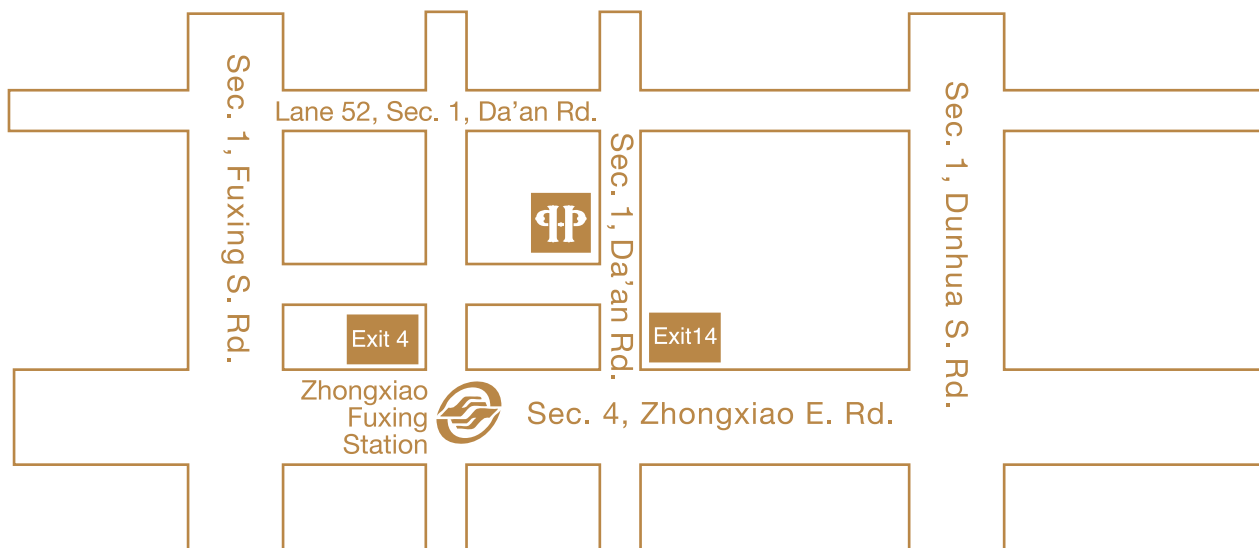 Sec. 1, Fuxing S. Rd.
Lane 52, Sec. 1, Da’an Rd.
Sec. 1, Da’an Rd.
Sec. 1, Dunhua S. Rd.
Exit 4
Exit14
Zhongxiao
Fuxing
Station
Sec. 4, Zhongxiao E. Rd.